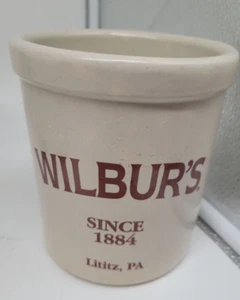 WILBUR'S.
SINCE
1884
Lititz, PA